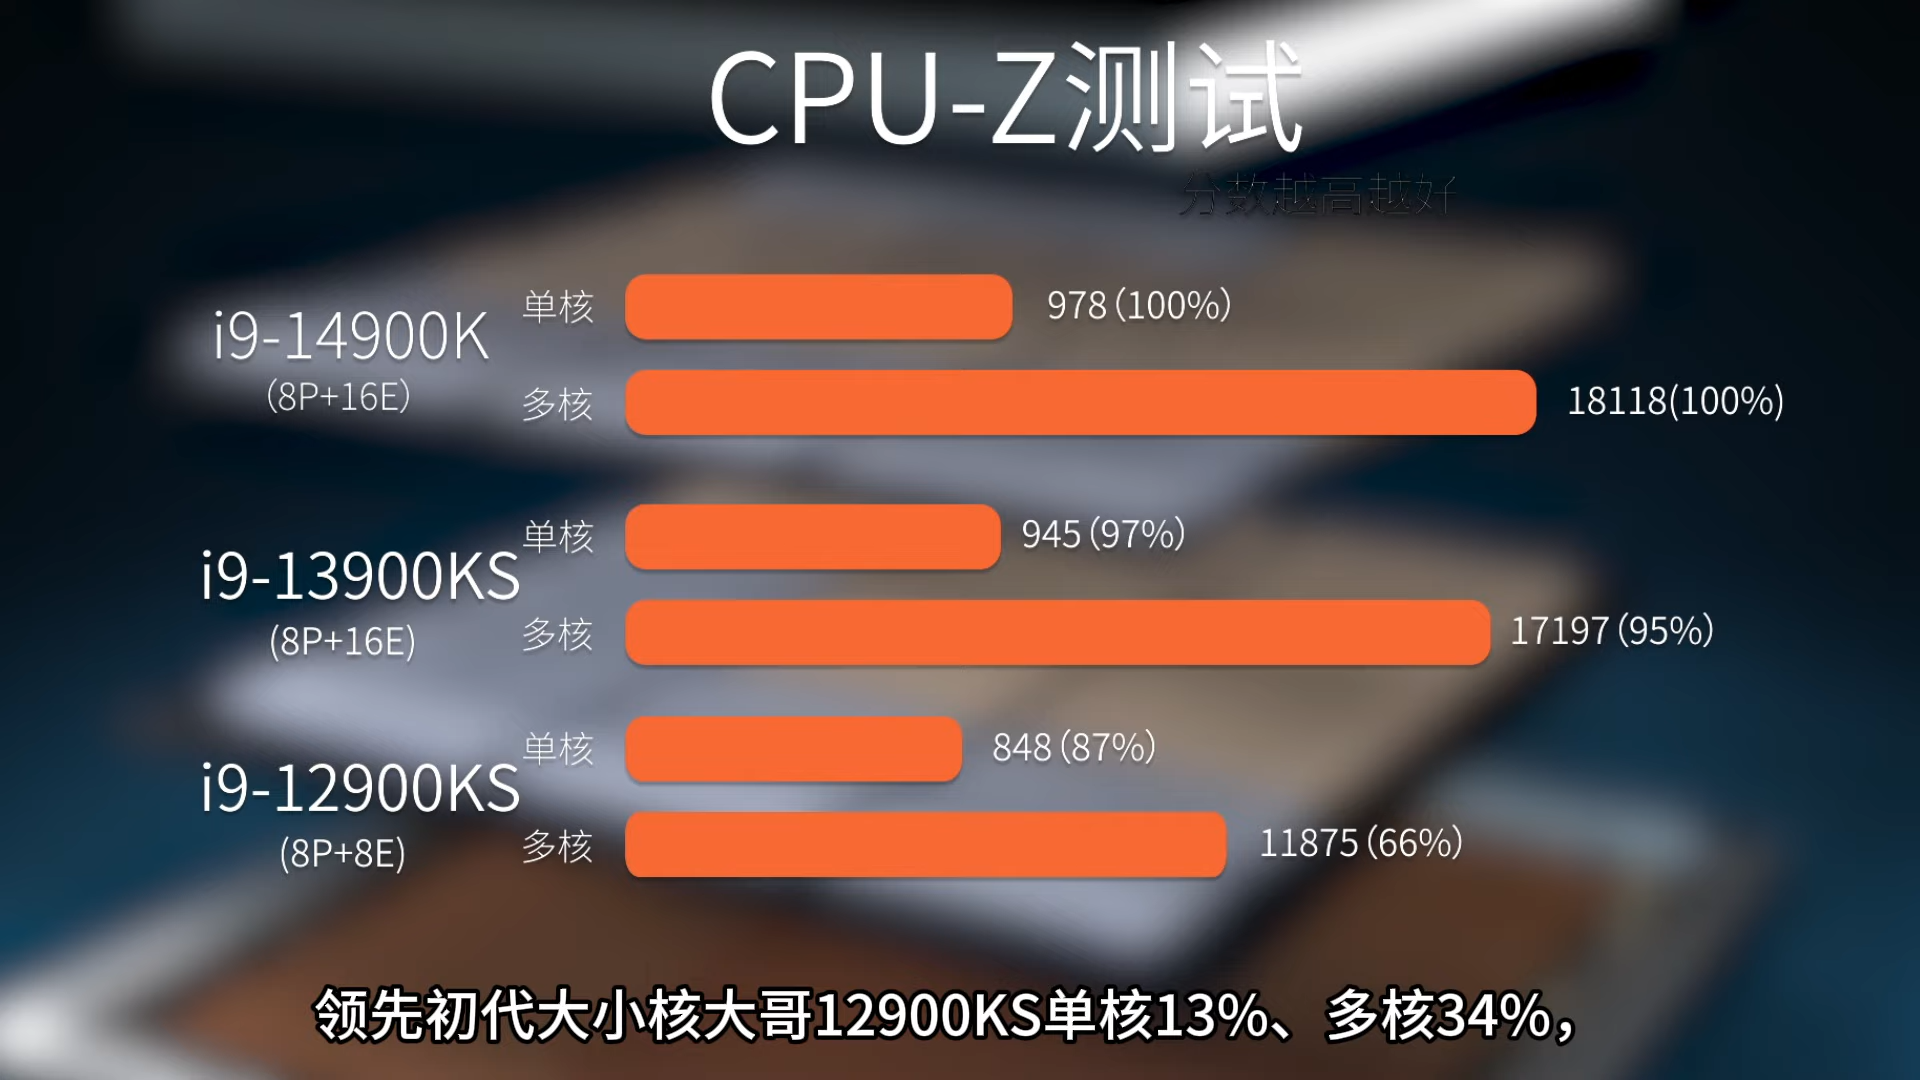 CPU-Z测试
分数越高越好
i9-14900K
(8P+16E)
单核
978(100%)
多核
18118(100%)
i9-13900KS
(8P+16E)
单核
945(97%)
多核
17197(95%)
i9-12900KS
(8P+8E)
单核
848(87%)
多核
11875(66%)
领先初代大小核大哥12900KS单核13%、多核34%，